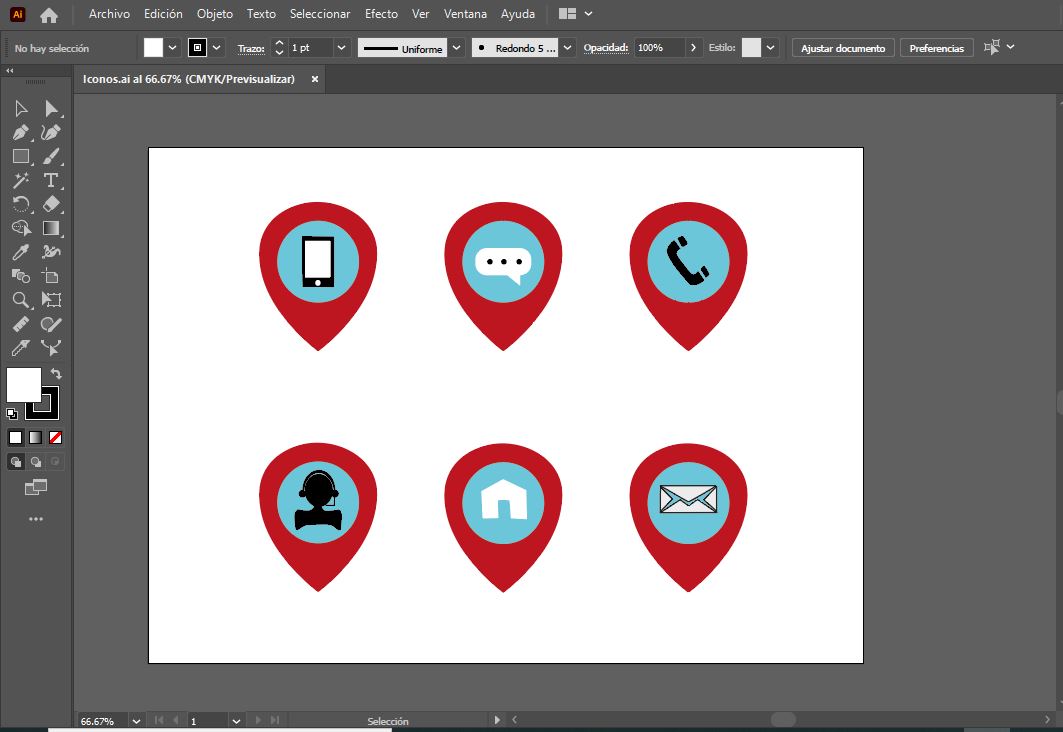 Ai Archivo Edición Objeto Texto Seleccionar Efecto Ver Ventana Ayuda
No hay selección Trazo: 1 pt Uniforme Redondo 5 ... Opacidad: 100% Estilo: Ajustar documento Preferencias
Iconos.ai al 66.67% (CMYK/Previsualizar)
66.67% 1 Selección